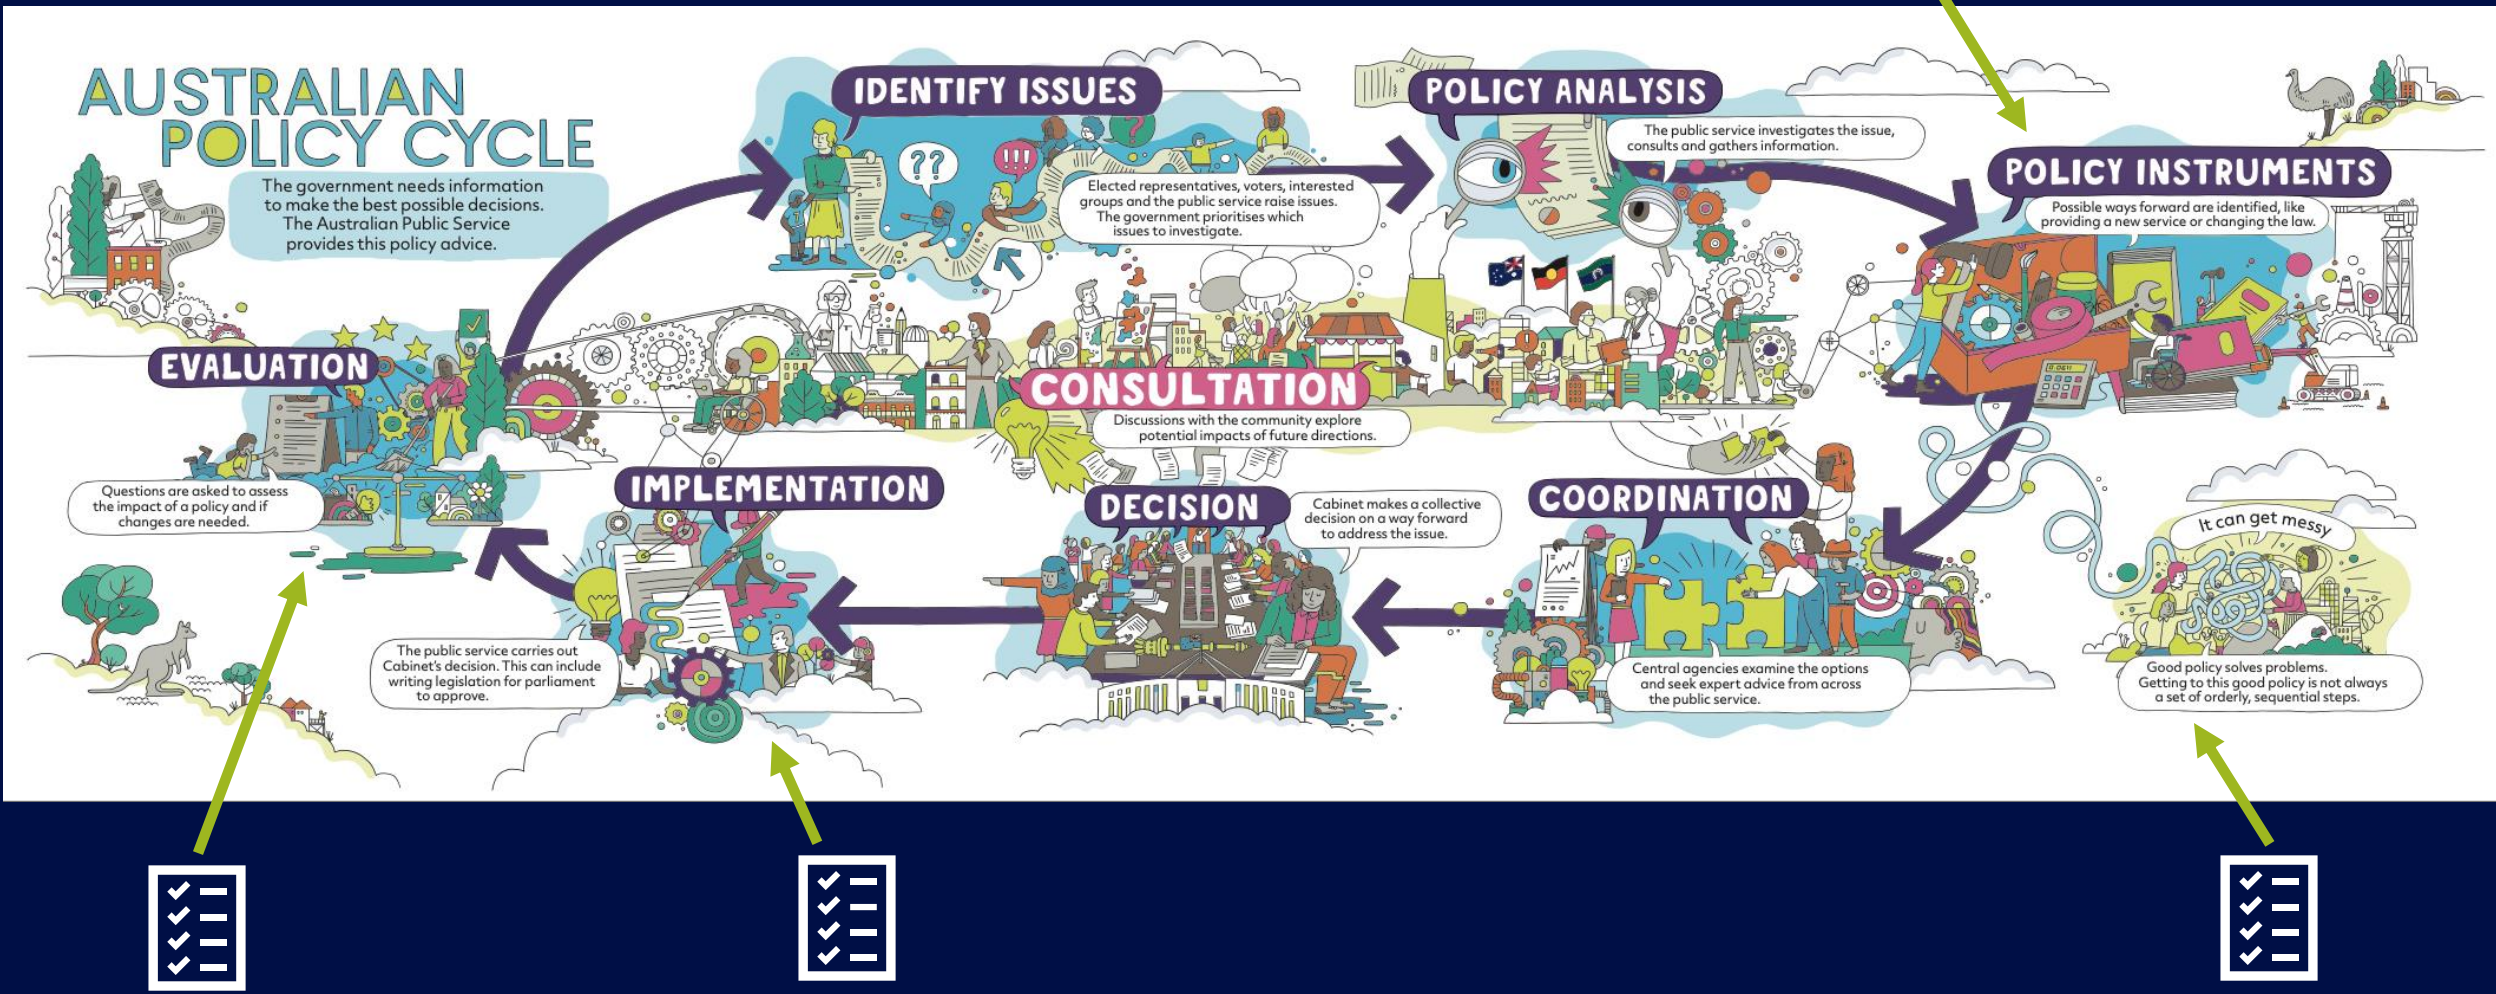 AUSTRALIAN
POLICY CYCLE
The government needs information
to make the best possible decisions.
The Australian Public Service
provides this policy advice.
IDENTIFY ISSUES
??
!!!
?
Elected representatives, voters, interested
groups and the public service raise issues.
The government prioritises which
issues to investigate.
POLICY ANALYSIS
The public service investigates the issue,
consults and gathers information.
POLICY INSTRUMENTS
Possible ways forward are identified, like
providing a new service or changing the law.
CONSULTATION
Discussions with the community explore
potential impacts of future directions.
COORDINATION
Central agencies examine the options
and seek expert advice from across
the public service.
DECISION
Cabinet makes a collective
decision on a way forward
to address the issue.
IMPLEMENTATION
The public service carries out
Cabinet's decision. This can include
writing legislation for parliament
to approve.
EVALUATION
Questions are asked to assess
the impact of a policy and if
changes are needed.
It can get messy
Good policy solves problems.
Getting to this good policy is not always
a set of orderly, sequential steps.